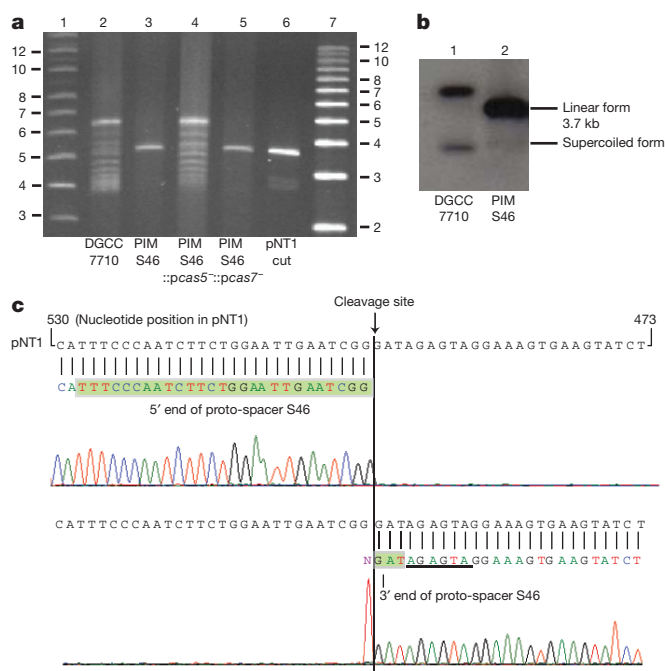 a
b
1 2 3 4 5 6 7
12
10
8
7
6
5
4
3
12
10
8
7
6
5
4
3
2
DGCC 7710
PIM S46
PIM S46 ::pcas5⁻
PIM S46 ::pcas7⁻
pNT1 cut
1 2
Linear form 3.7 kb
Supercoiled form
DGCC 7710
PIM S46
c
Cleavage site
530 (Nucleotide position in pNT1)
473
pNT1 CATTTCCCAATCTTCTGGAATTGAATCGGGATAGAGTAGGAAAGTGAAGTATCT
CATTTCCCAATCTTCTGGAATTGAATCGG
5′ end of proto-spacer S46
CATTTCCCAATCTTCTGGAATTGAATCGGGATAGAGTAGGAAAGTGAAGTATCT
NGATAGAGTAGGAAAGTGAAGTATCT
3′ end of proto-spacer S46